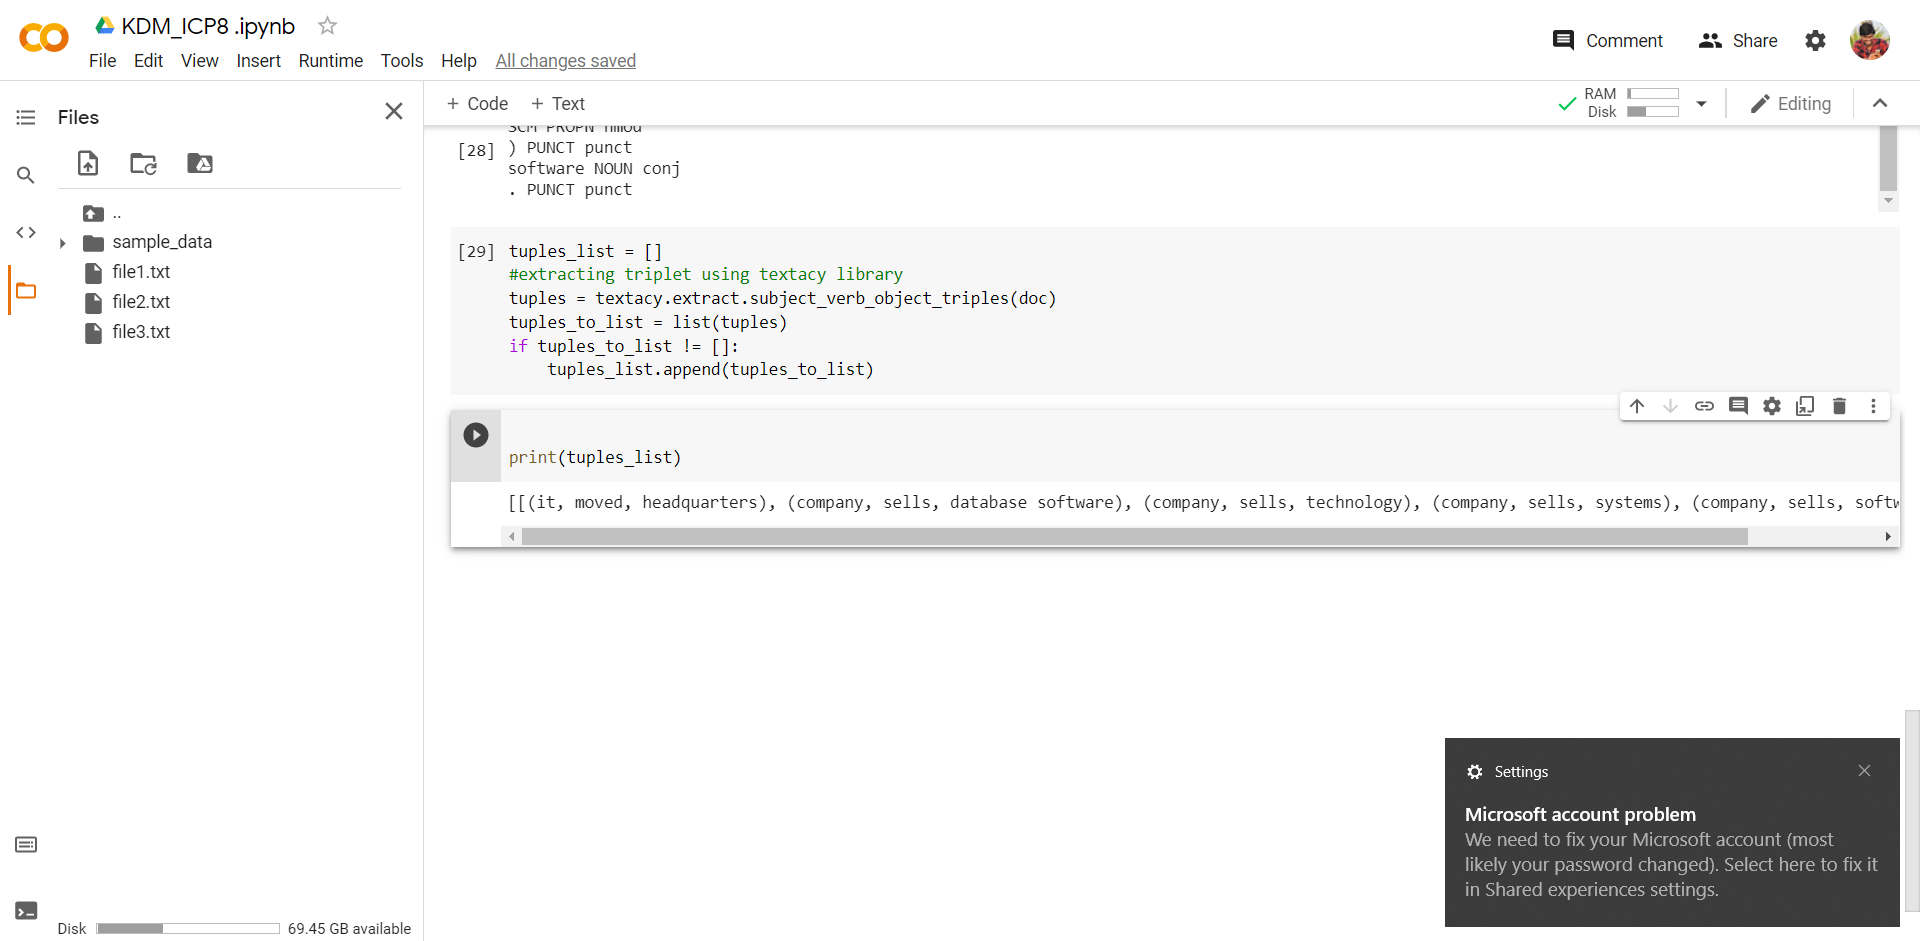 KDM_ICP8 .ipynb
File Edit View Insert Runtime Tools Help All changes saved
Comment
Share
Files
..
sample_data
file1.txt
file2.txt
file3.txt
Disk 69.45 GB available
+ Code + Text
RAM
Disk
Editing
SCM PROPN nmod
[28] ) PUNCT punct
software NOUN conj
. PUNCT punct
[29] tuples_list = []
#extracting triplet using textacy library
tuples = textacy.extract.subject_verb_object_triples(doc)
tuples_to_list = list(tuples)
if tuples_to_list != []:
    tuples_list.append(tuples_to_list)
print(tuples_list)
[[(it, moved, headquarters), (company, sells, database software), (company, sells, technology), (company, sells, systems), (company, sells, softw
Settings
Microsoft account problem
We need to fix your Microsoft account (most
likely your password changed). Select here to fix it
in Shared experiences settings.